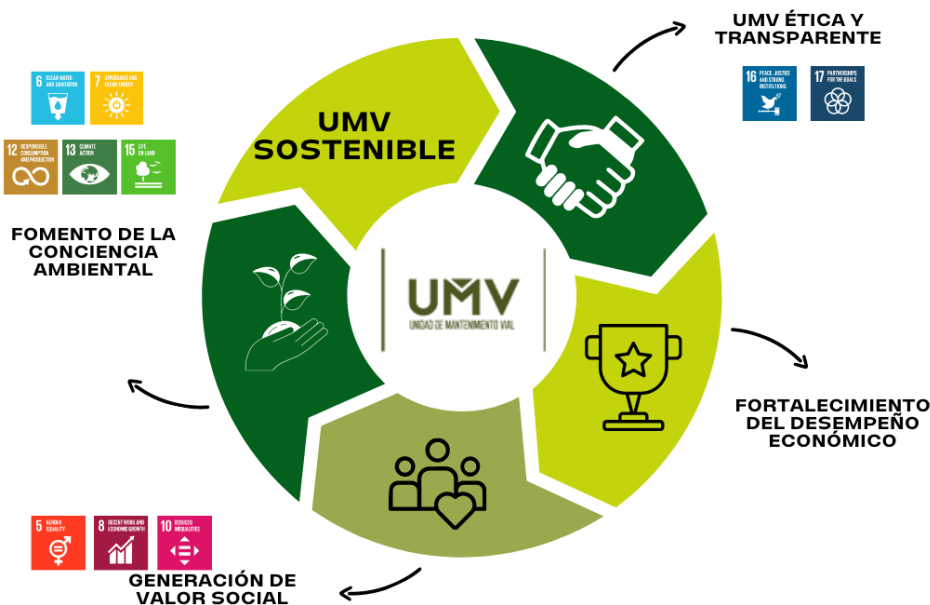 UMV ÉTICA Y
TRANSPARENTE
16 PEACE, JUSTICE
AND STRONG
INSTITUTIONS
17 PARTNERSHIPS
FOR THE GOALS
6 CLEAN WATER
AND SANITATION
7 AFFORDABLE AND
CLEAN ENERGY
12 RESPONSIBLE
CONSUMPTION
AND PRODUCTION
13 CLIMATE
ACTION
15 LIFE
ON LAND
UMV
SOSTENIBLE
FOMENTO DE LA
CONCIENCIA
AMBIENTAL
UMV
UNIDAD DE MANTENIMIENTO VIAL
FORTALECIMIENTO
DEL DESEMPEÑO
ECONÓMICO
5 GENDER
EQUALITY
8 DECENT WORK AND
ECONOMIC GROWTH
10 REDUCED
INEQUALITIES
GENERACIÓN DE
VALOR SOCIAL